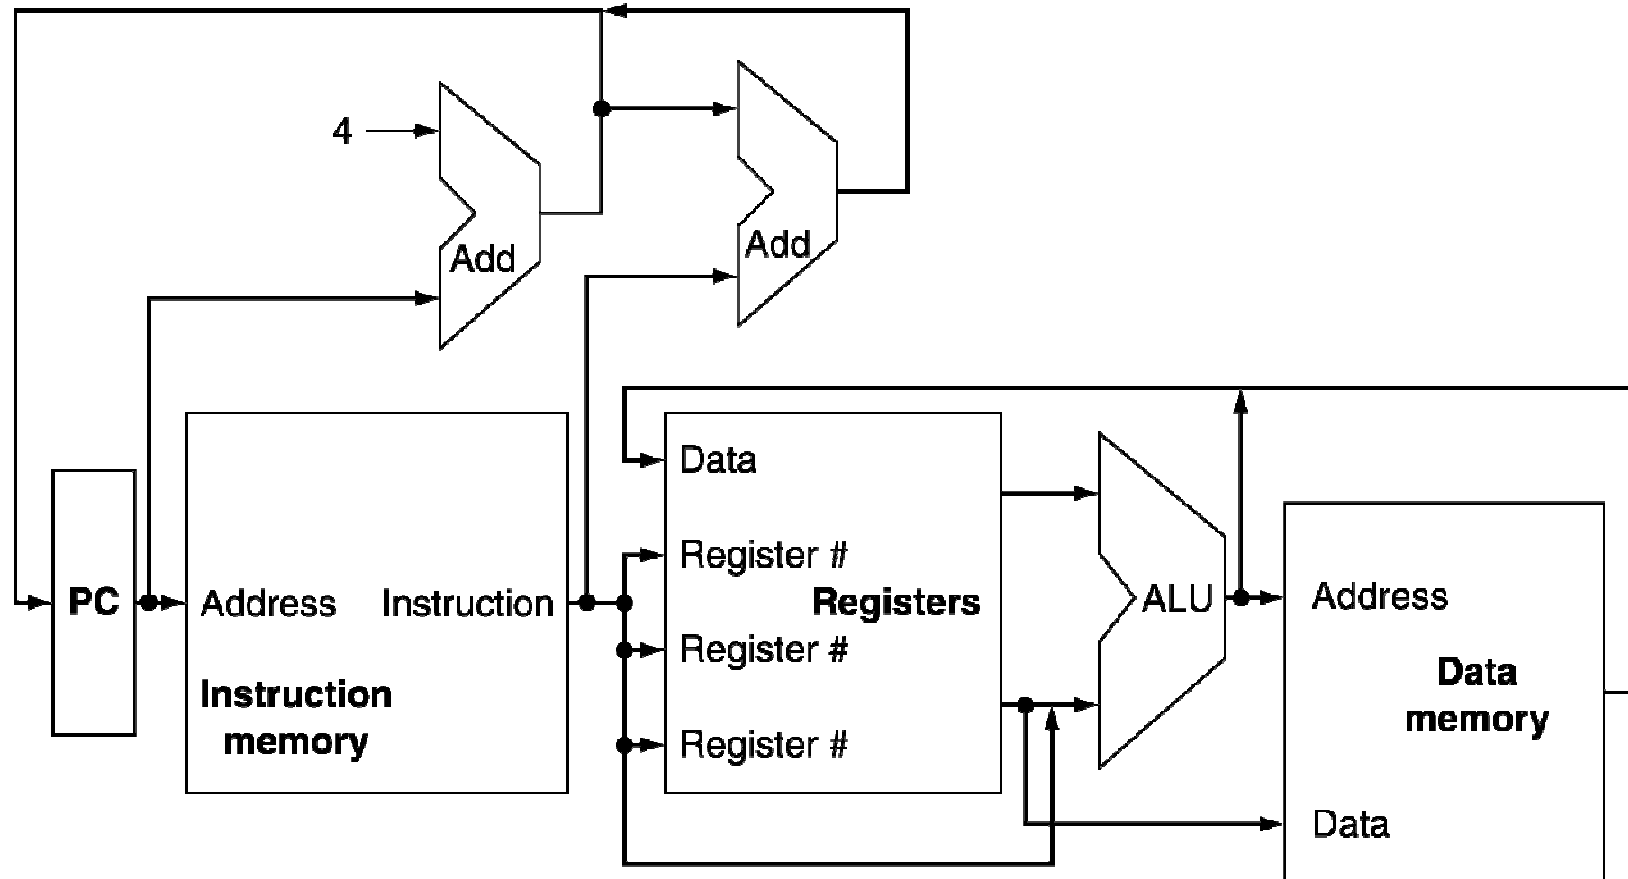 4
Add
Add
PC
Address
Instruction
Instruction
memory
Data
Register #
Registers
Register #
Register #
ALU
Address
Data
memory
Data